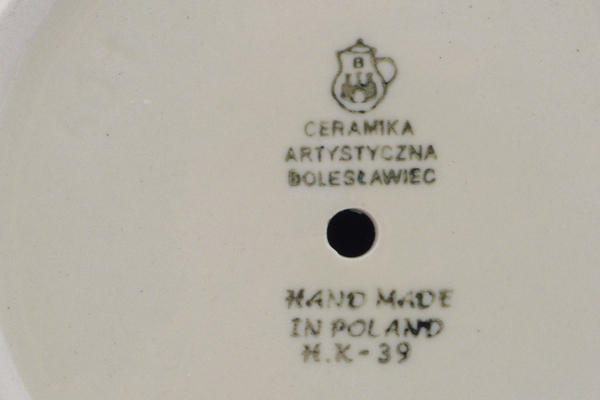 B
CERAMIKA
ARTYSTYCZNA
BOLESŁAWIEC
HAND MADE
IN POLAND
H.K-39